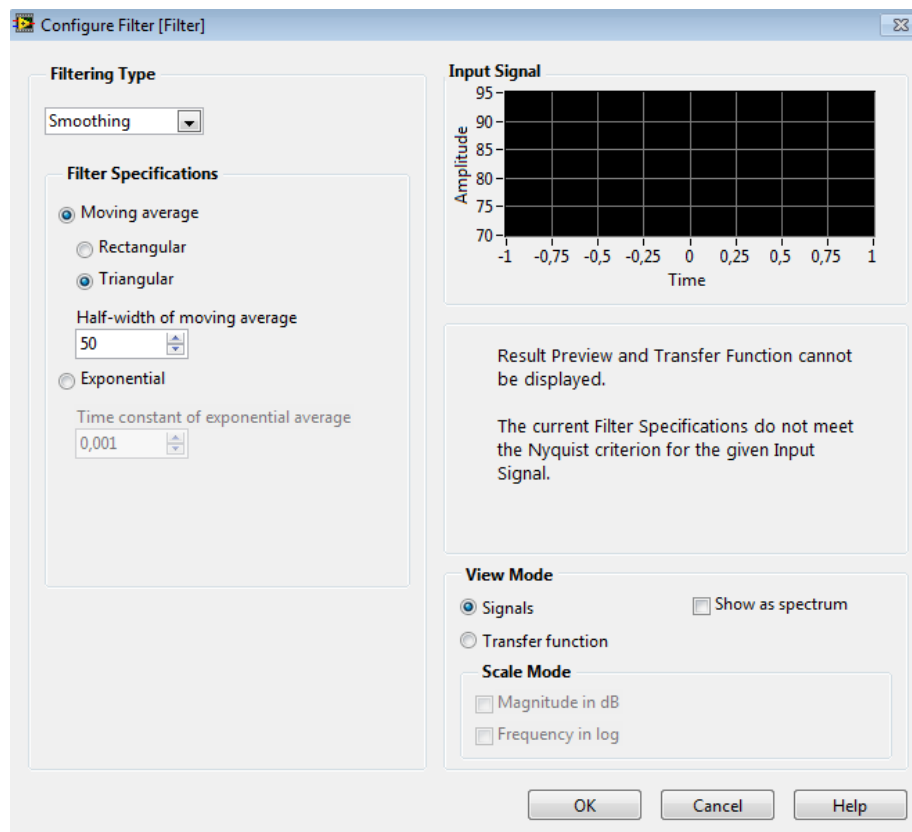 Configure Filter [Filter]
Filtering Type
Smoothing
Filter Specifications
Moving average
Rectangular
Triangular
Half-width of moving average
50
Exponential
Time constant of exponential average
0,001
Input Signal
95
90
85
80
75
70
Amplitude
-1 -0,75 -0,5 -0,25 0 0,25 0,5 0,75 1
Time
Result Preview and Transfer Function cannot
be displayed.
The current Filter Specifications do not meet
the Nyquist criterion for the given Input
Signal.
View Mode
Signals
Show as spectrum
Transfer function
Scale Mode
Magnitude in dB
Frequency in log
OK
Cancel
Help